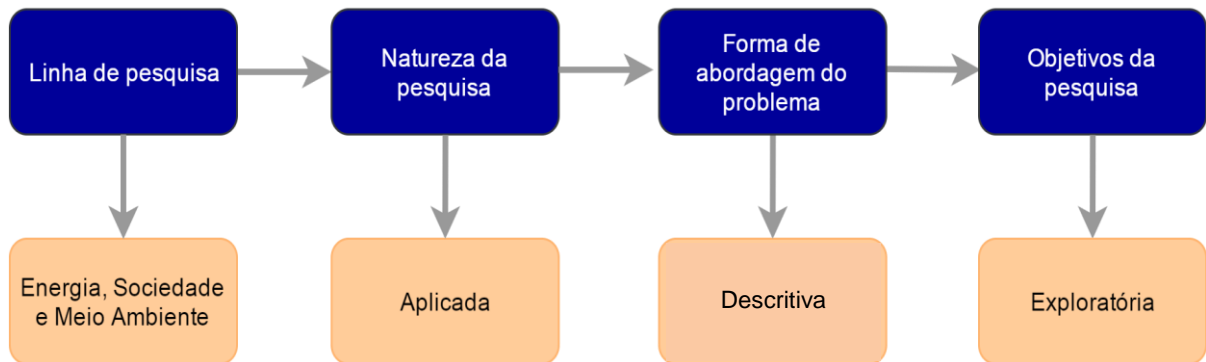 Linha de pesquisa
Natureza da
pesquisa
Forma de
abordagem do
problema
Objetivos da
pesquisa
Energia, Sociedade
e Meio Ambiente
Aplicada
Descritiva
Exploratória